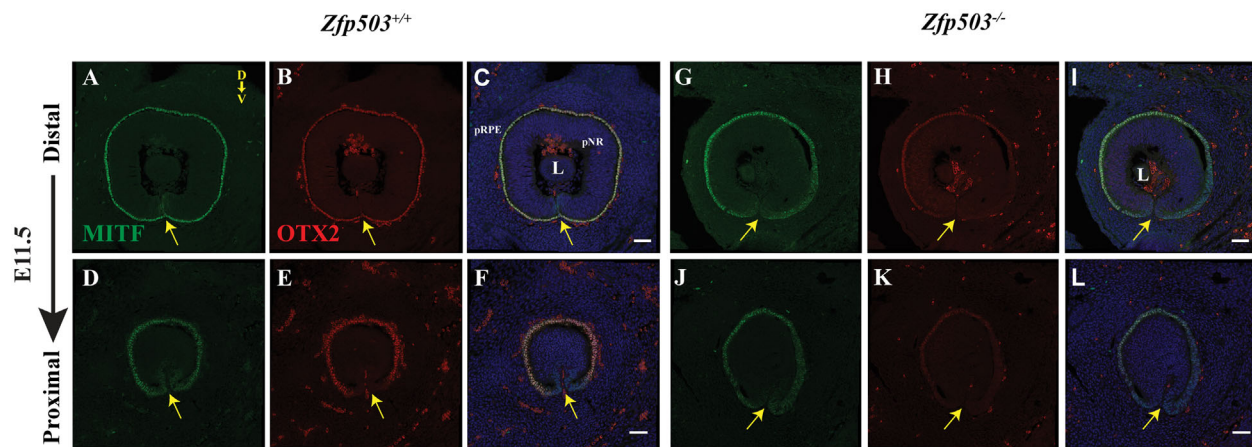 Zfp503+/+
Zfp503-/-
A
D
V
B
C
pRPE
pNR
L
G
H
I
L
Distal
MITF
OTX2
E11.5
D
E
F
J
K
L
Proximal